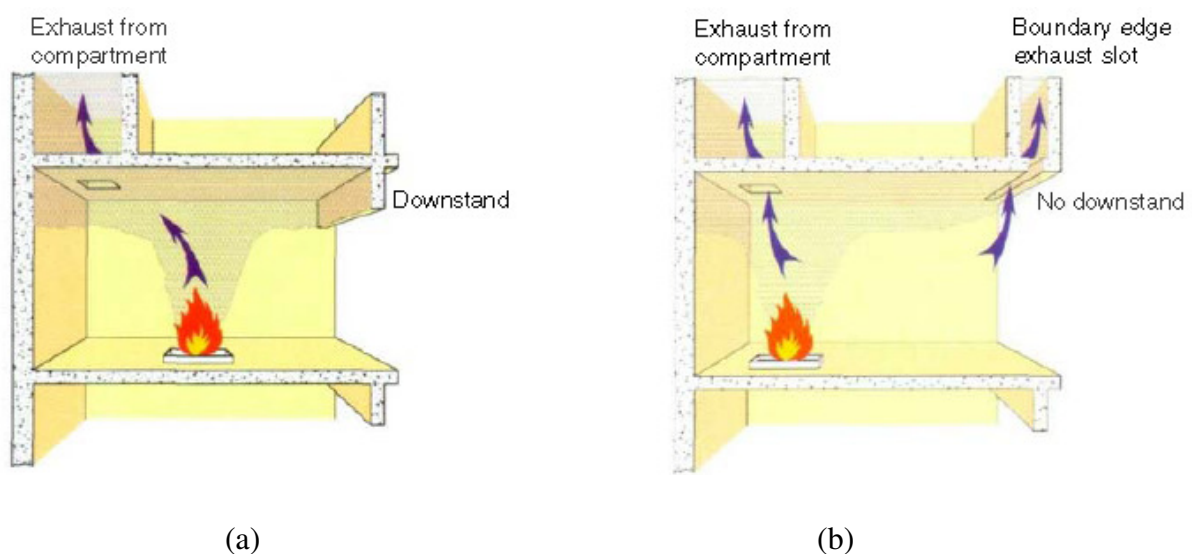 Exhaust from
compartment
Downstand
(a)
Exhaust from
compartment
Boundary edge
exhaust slot
No downstand
(b)